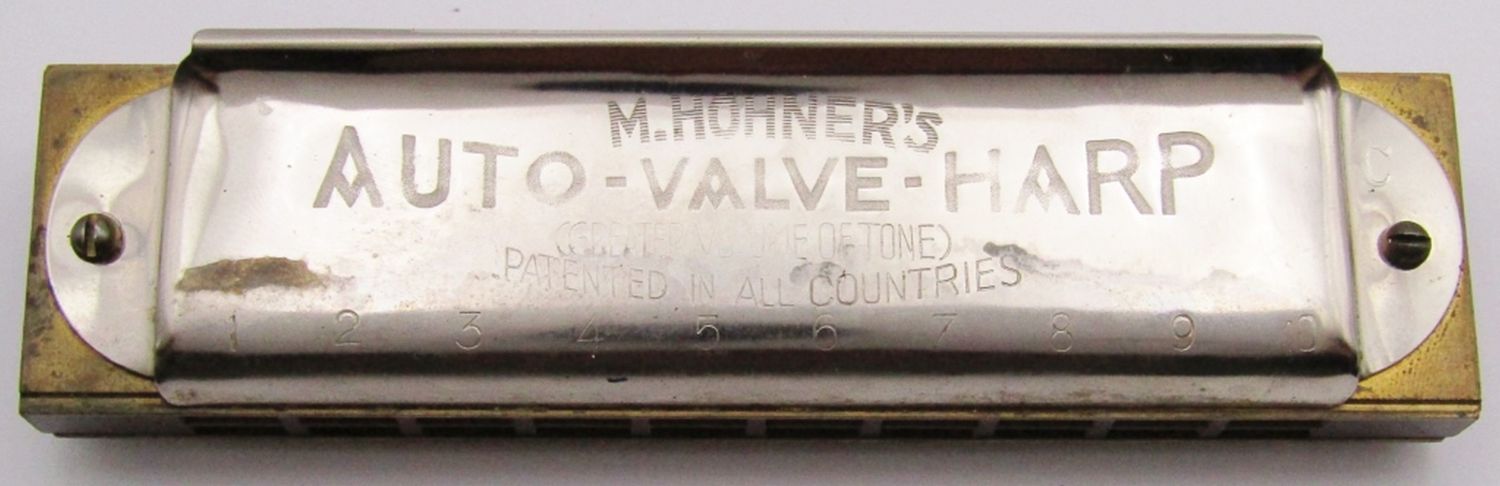 M. HOHNER'S
AUTO-VALVE-HARP
(GREATER VOLUME OF TONE)
PATENTED IN ALL COUNTRIES
C
1 2 3 4 5 6 7 8 9 10